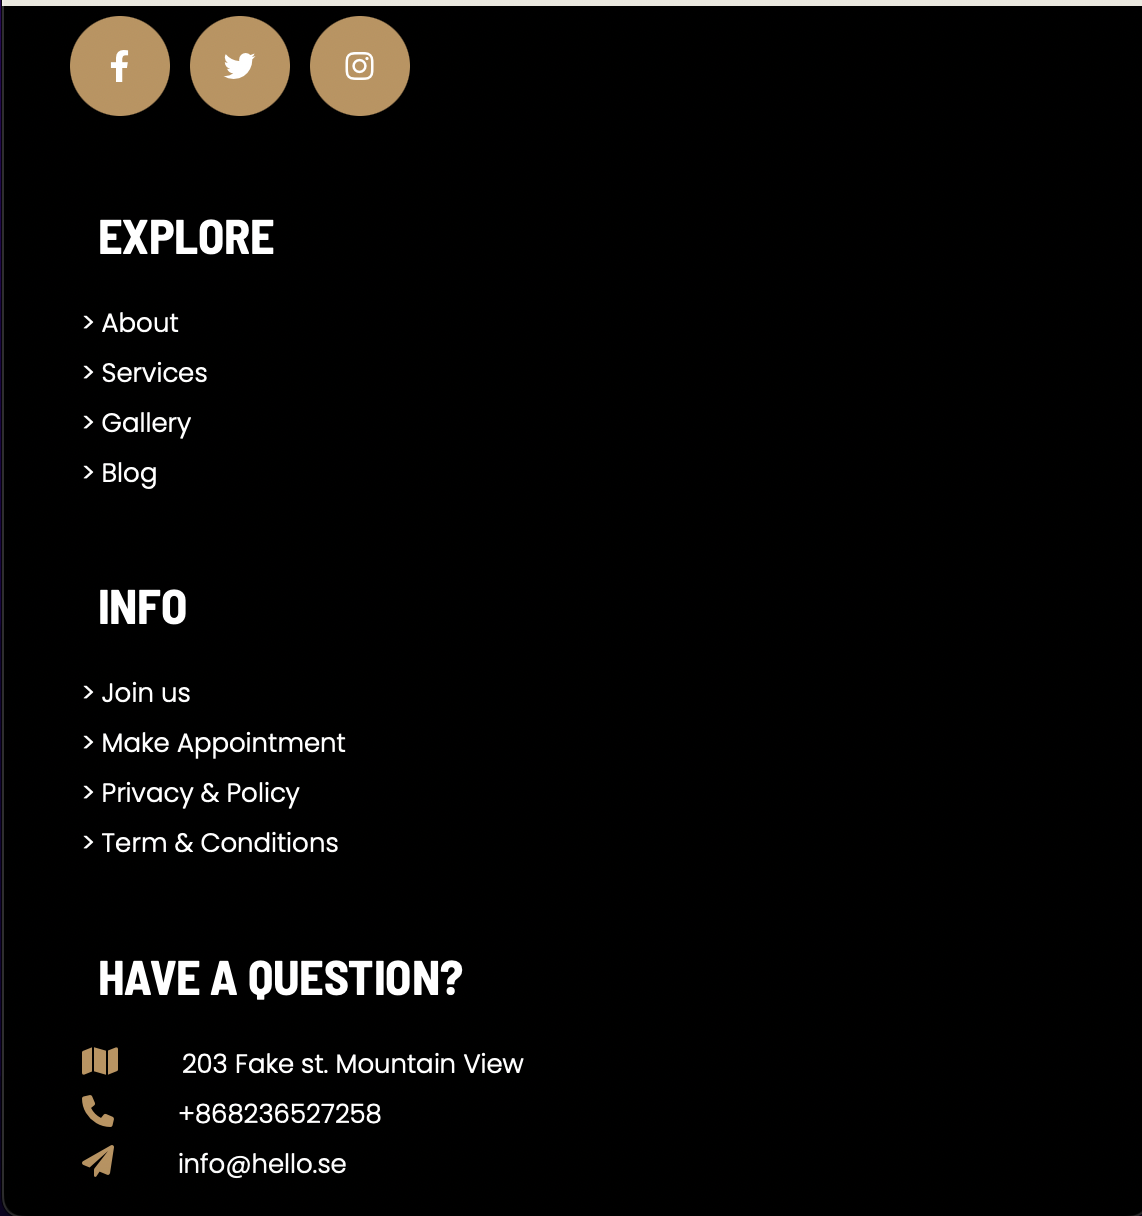 EXPLORE
> About
> Services
> Gallery
> Blog
INFO
> Join us
> Make Appointment
> Privacy & Policy
> Term & Conditions
HAVE A QUESTION?
203 Fake st. Mountain View
+868236527258
info@hello.se